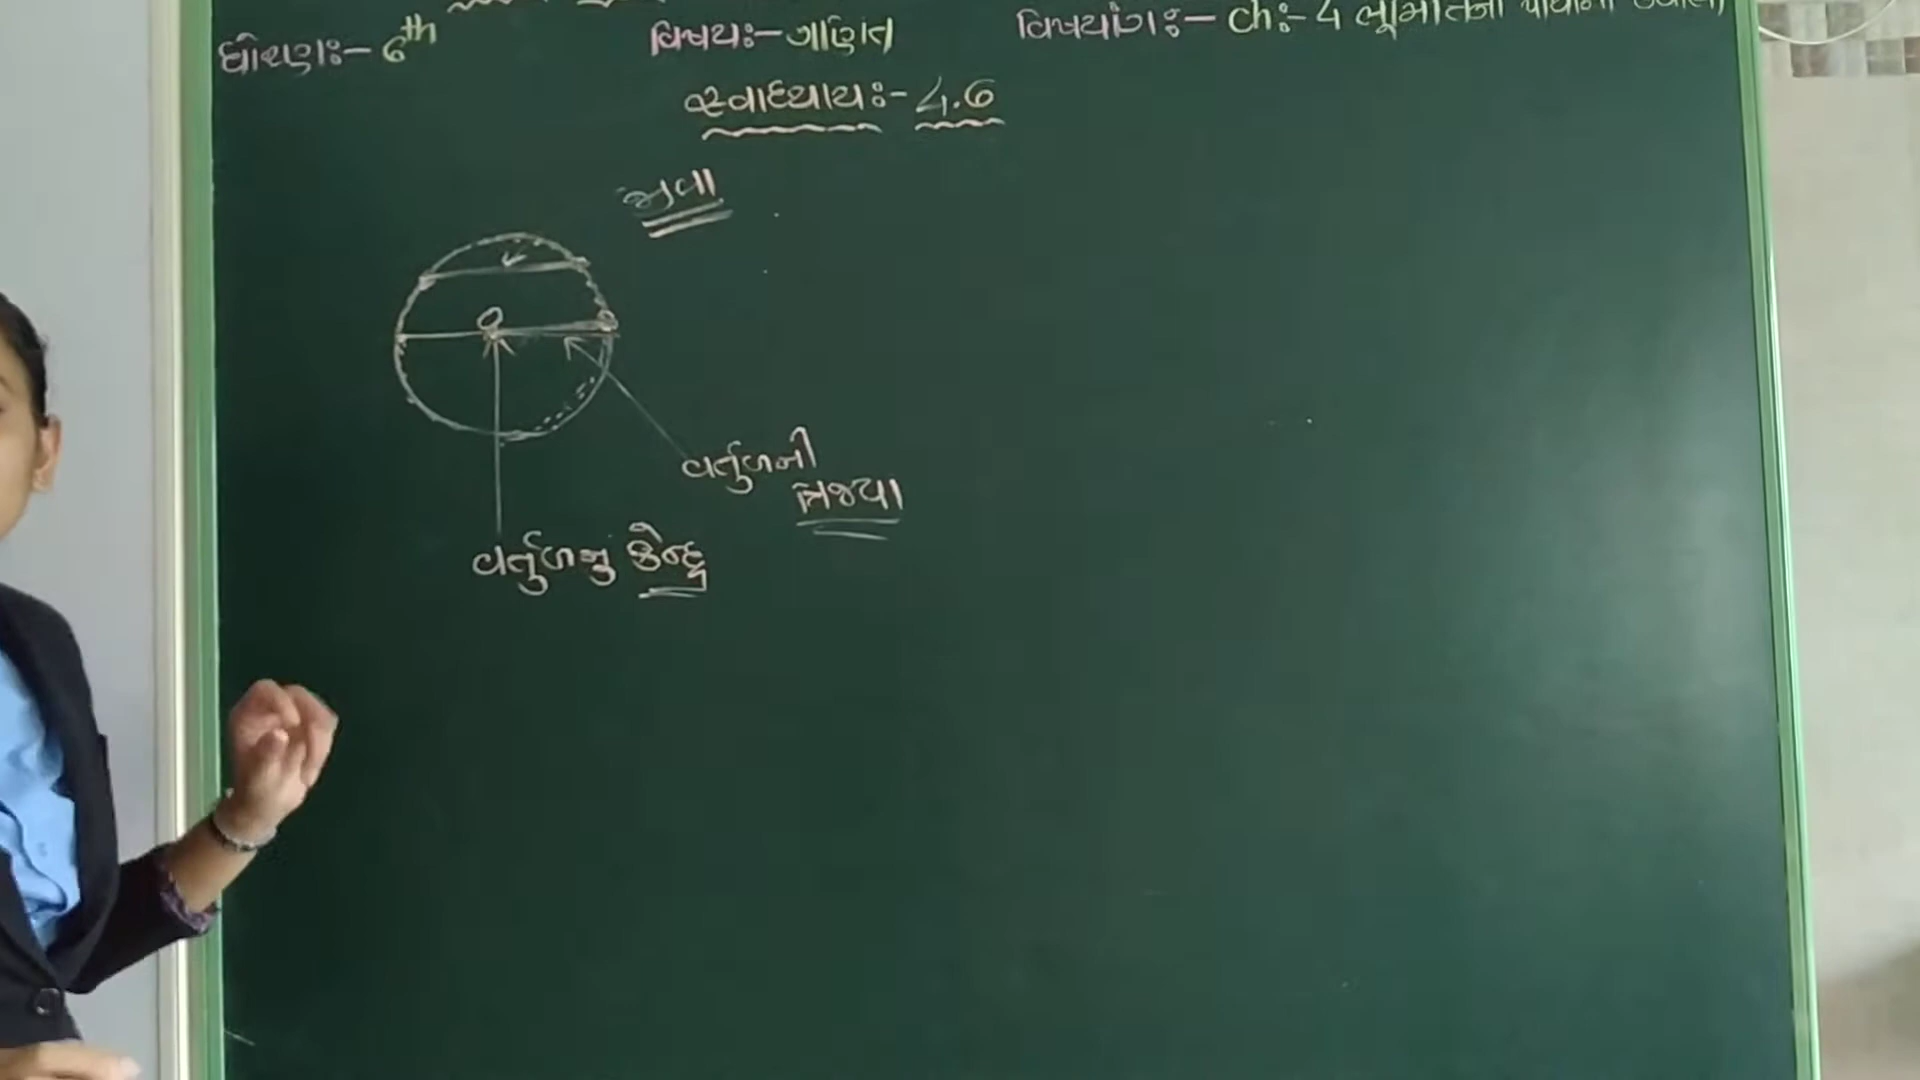 ધોરણઃ- 6th
વિષયઃ- ગણિત
વિષયાંગઃ- Ch:- 4 ભૂમિતિના પાયાના
સ્વાધ્યાયઃ- 4.6
જીવા
O
વર્તુળની
ત્રિજ્યા
વર્તુળનુ કેન્દ્ર